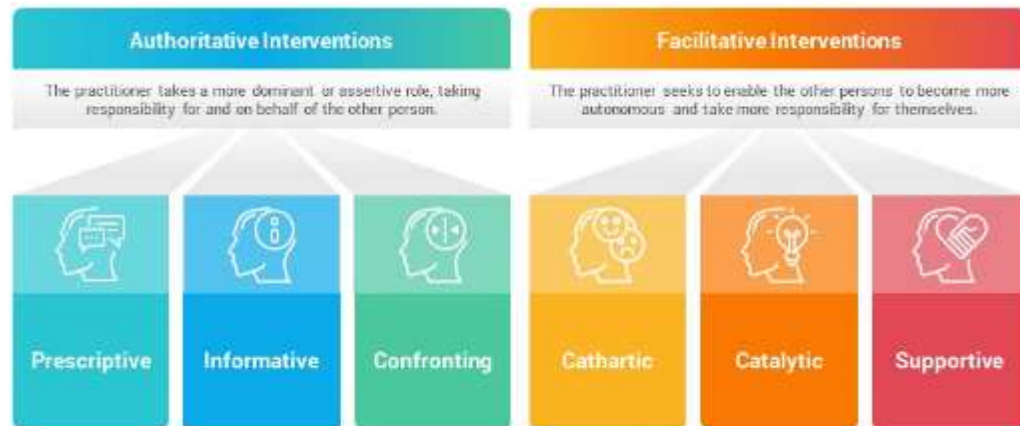 Authoritative Interventions
The practitioner takes a more dominant or assertive role, taking
responsibility for and on behalf of the other person.
Facilitative Interventions
The practitioner seeks to enable the other persons to become more
autonomous and take more responsibility for themselves.
Prescriptive
Informative
Confronting
Cathartic
Catalytic
Supportive